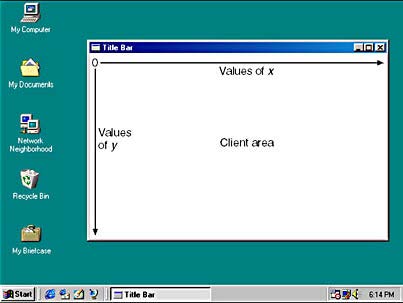 My Computer
My Documents
Network
Neighborhood
Recycle Bin
My Briefcase
Title Bar
0
Values of x
Values
of y
Client area
Start
Title Bar
6:14 PM